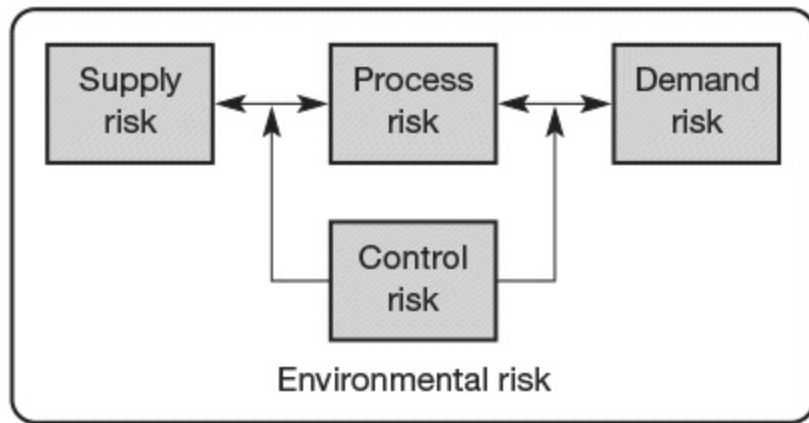 Supply
risk
Process
risk
Demand
risk
Control
risk
Environmental risk